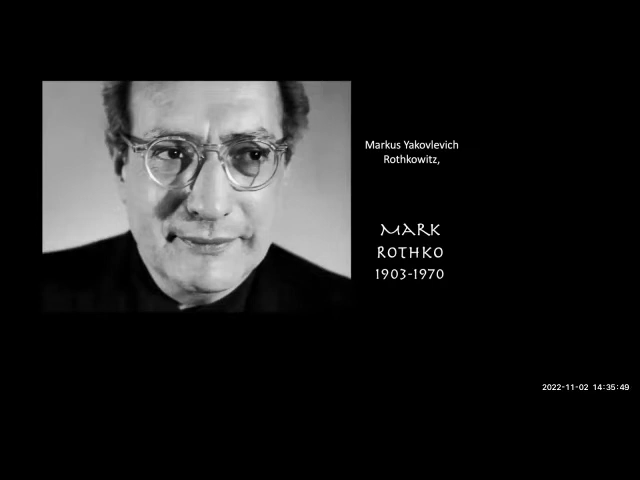 Markus Yakovlevich
Rothkowitz,
MARK
ROTHKO
1903-1970
2022-11-02 14:35:49